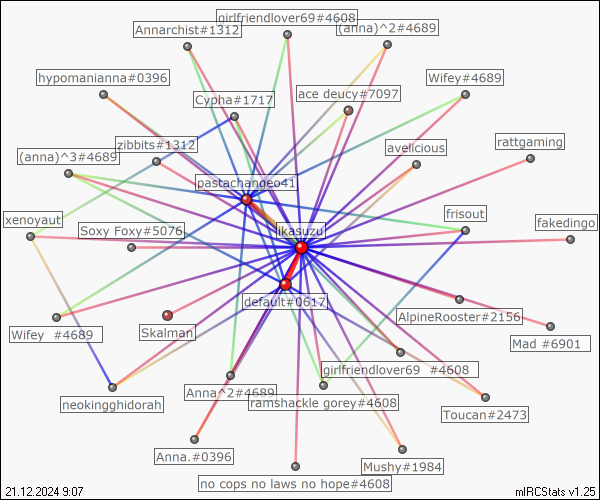 girlfriendlover69#4608
Annarchist#1312
(anna)^2#4689
hypomanianna#0396
Wifey#4689
ace deucy#7097
Cypha#1717
zibbits#1312
avelicious
rattgaming
(anna)^3#4689
pastachangeo41
xenoyaut
frisout
Soxy Foxy#5076
ikasuzu
fakedingo
default#0617
AlpineRooster#2156
Wifey  #4689
Skalman
Mad #6901
girlfriendlover69  #4608
Anna^2#4689
neokingghidorah
ramshackle gorey#4608
Toucan#2473
Anna.#0396
Mushy#1984
no cops no laws no hope#4608
21.12.2024 9:07
mIRCStats v1.25